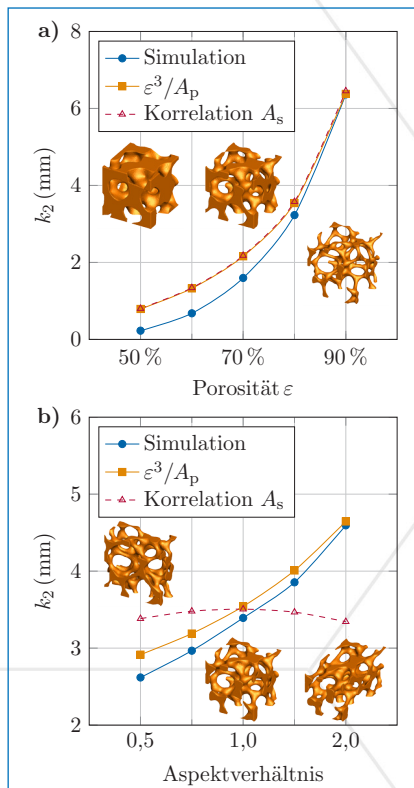 a)
8
6
4
2
0
k₂ (mm)
Simulation
ε³/Aₚ
Korrelation Aₛ
50 %
70 %
90 %
Porosität ε
b)
6
5
4
3
2
k₂ (mm)
Simulation
ε³/Aₚ
Korrelation Aₛ
0,5
1,0
2,0
Aspektverhältnis